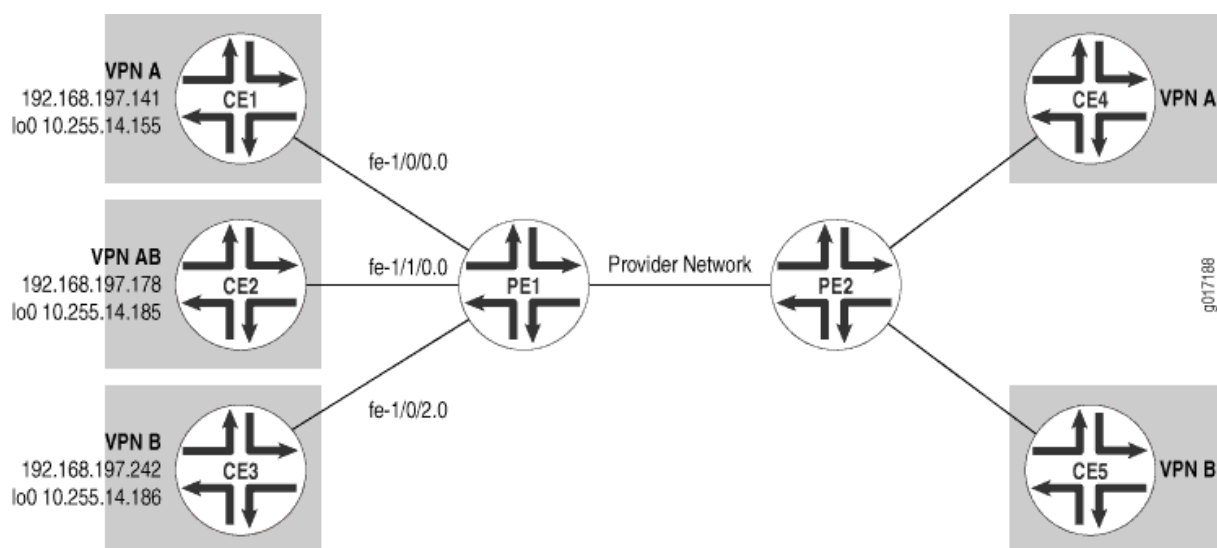 VPN A
192.168.197.141
lo0 10.255.14.155
CE1
fe-1/0/0.0
VPN AB
192.168.197.178
lo0 10.255.14.185
CE2
fe-1/1/0.0
VPN B
192.168.197.242
lo0 10.255.14.186
CE3
fe-1/0/2.0
PE1
Provider Network
PE2
CE4
VPN A
CE5
VPN B
g017188